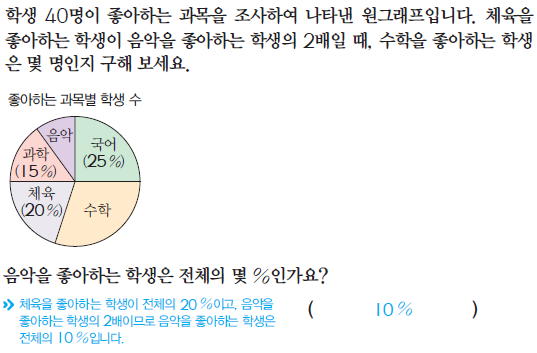 학생 40명이 좋아하는 과목을 조사하여 나타낸 원그래프입니다. 체육을
좋아하는 학생이 음악을 좋아하는 학생의 2배일 때, 수학을 좋아하는 학생
은 몇 명인지 구해 보세요.
좋아하는 과목별 학생 수
음악
국어
(25%)
과학
(15%)
체육
(20%)
수학
음악을 좋아하는 학생은 전체의 몇 %인가요?
체육을 좋아하는 학생이 전체의 20%이고, 음악을
좋아하는 학생의 2배이므로 음악을 좋아하는 학생은
전체의 10%입니다.
( 10% )